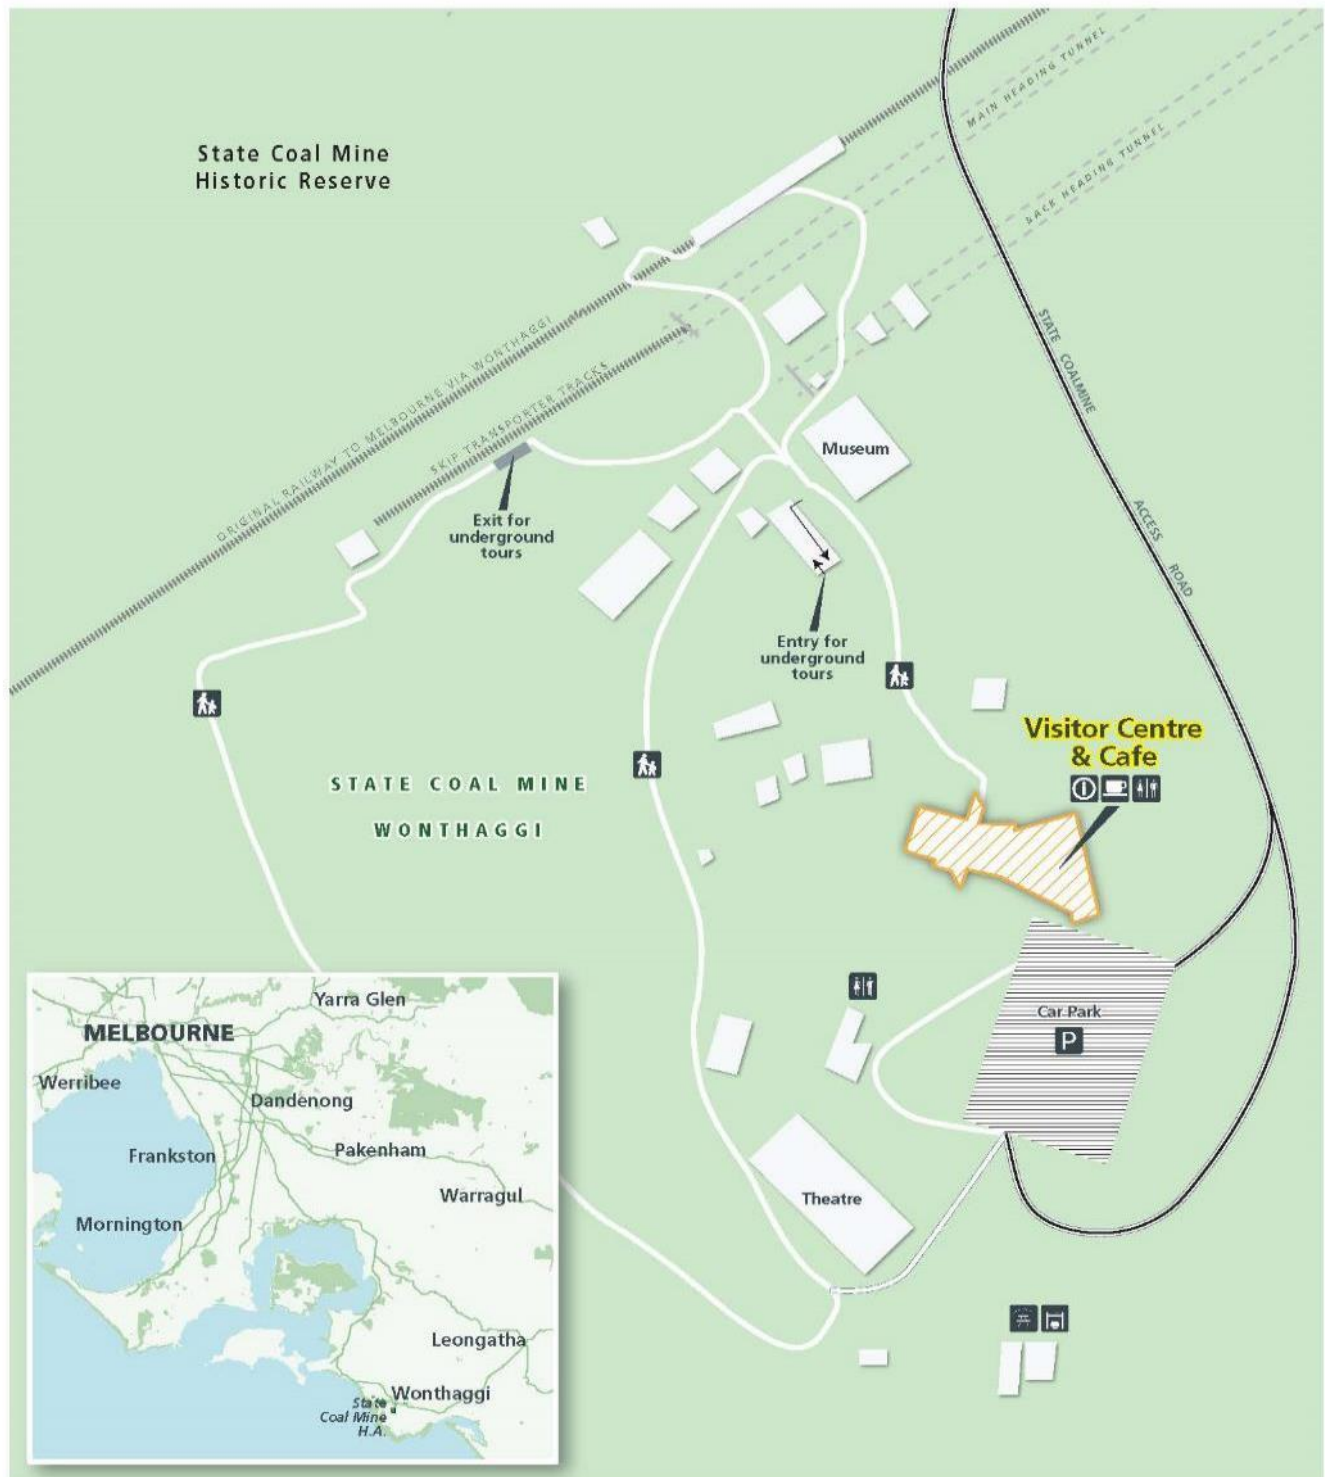 State Coal Mine
Historic Reserve
MAIN HEADING TUNNEL
BACK HEADING TUNNEL
ORIGINAL RAILWAY TO MELBOURNE VIA WONTHAGGI
SKIP TRANSPORTER TRACKS
STATE COALMINE ACCESS ROAD
Museum
Exit for
underground
tours
Entry for
underground
tours
Visitor Centre
& Cafe
STATE COAL MINE
WONTHAGGI
Car Park
P
Theatre
Yarra Glen
MELBOURNE
Werribee
Dandenong
Frankston
Pakenham
Warragul
Mornington
Leongatha
Wonthaggi
State
Coal Mine
H.A.